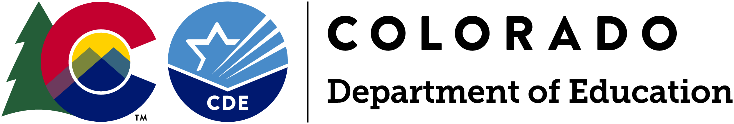 COLORADO
Department of Education
CDE
TM